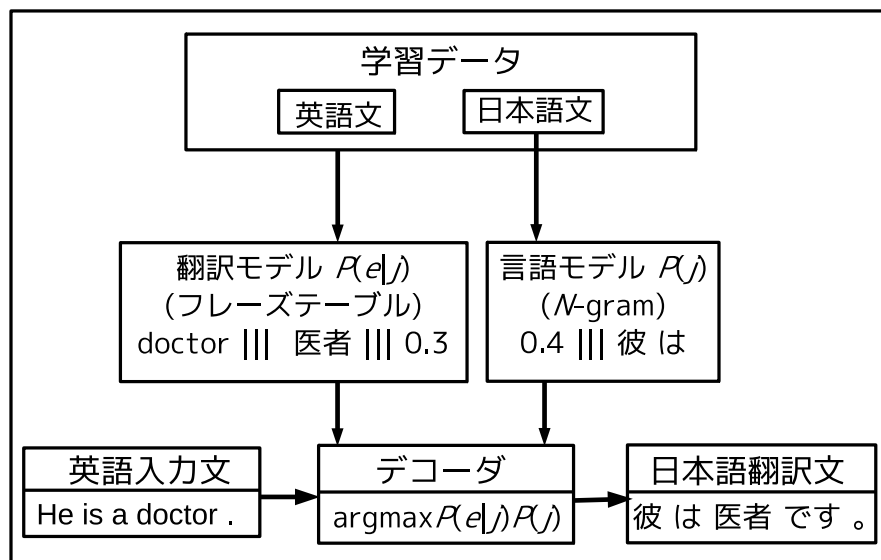 学習データ
英語文
日本語文
翻訳モデル P(e|j)
(フレーズテーブル)
doctor ||| 医者 ||| 0.3
言語モデル P(j)
(N-gram)
0.4 ||| 彼 は
英語入力文
He is a doctor .
デコーダ
argmaxP(e|j)P(j)
日本語翻訳文
彼 は 医者 です 。